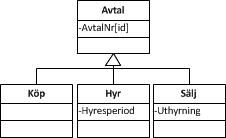 Avtal
-AvtalNr[id]
Köp
Hyr
Sälj
-Hyresperiod
-Uthyrning